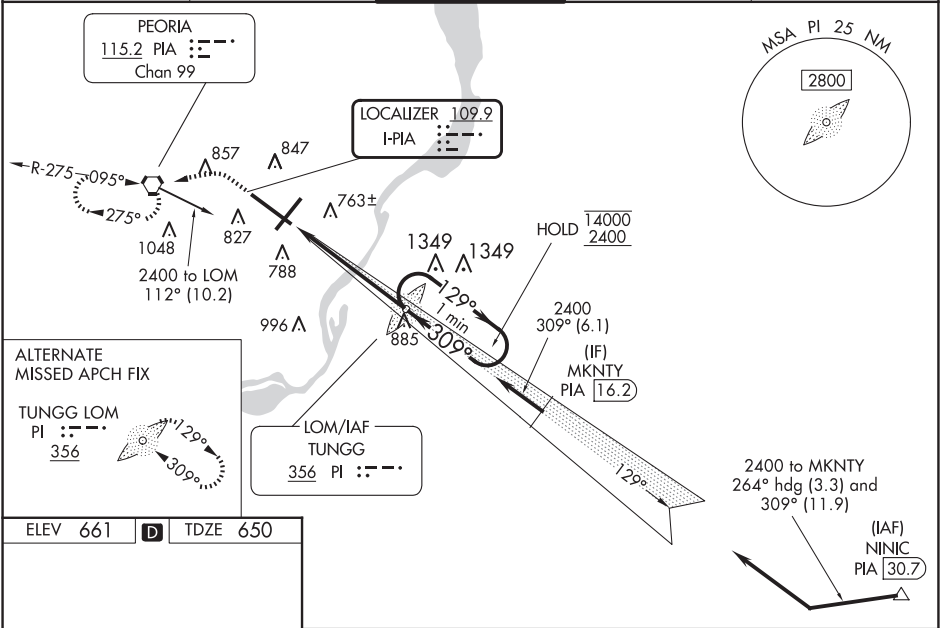 PEORIA
115.2 PIA
Chan 99
MSA PI 25 NM
2800
LOCALIZER 109.9
I-PIA
R-275
095°
275°
857
847
763±
827
1048
788
2400 to LOM
112° (10.2)
HOLD 14000
2400
1349
1349
129°
1 min
309°
885
996
2400
309° (6.1)
(IF)
MKNTY
PIA 16.2
ALTERNATE
MISSED APCH FIX
TUNGG LOM
PI
356
129°
309°
LOM/IAF
TUNGG
356 PI
129°
2400 to MKNTY
264° hdg (3.3) and
309° (11.9)
(IAF)
NINIC
PIA 30.7
ELEV 661 D TDZE 650